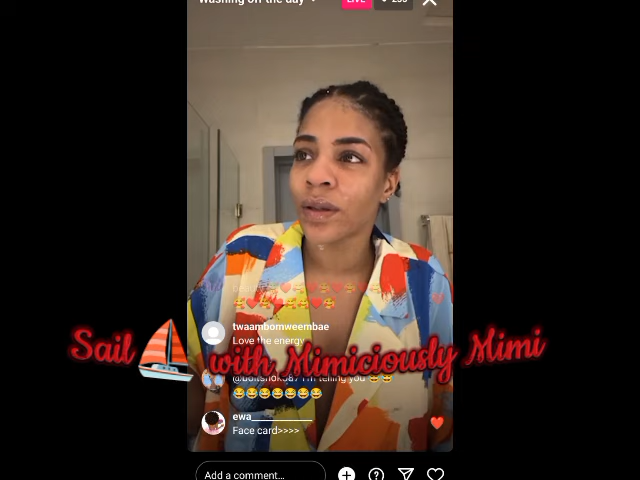 Washing off the day
LIVE
twaambomweembae
Love the energy
I'm telling you 😂😂
😂😂😂😂😂😂😂
ewa___________
Face card>>>>
Sail ⛵ with Mimiciously Mimi
Add a comment...